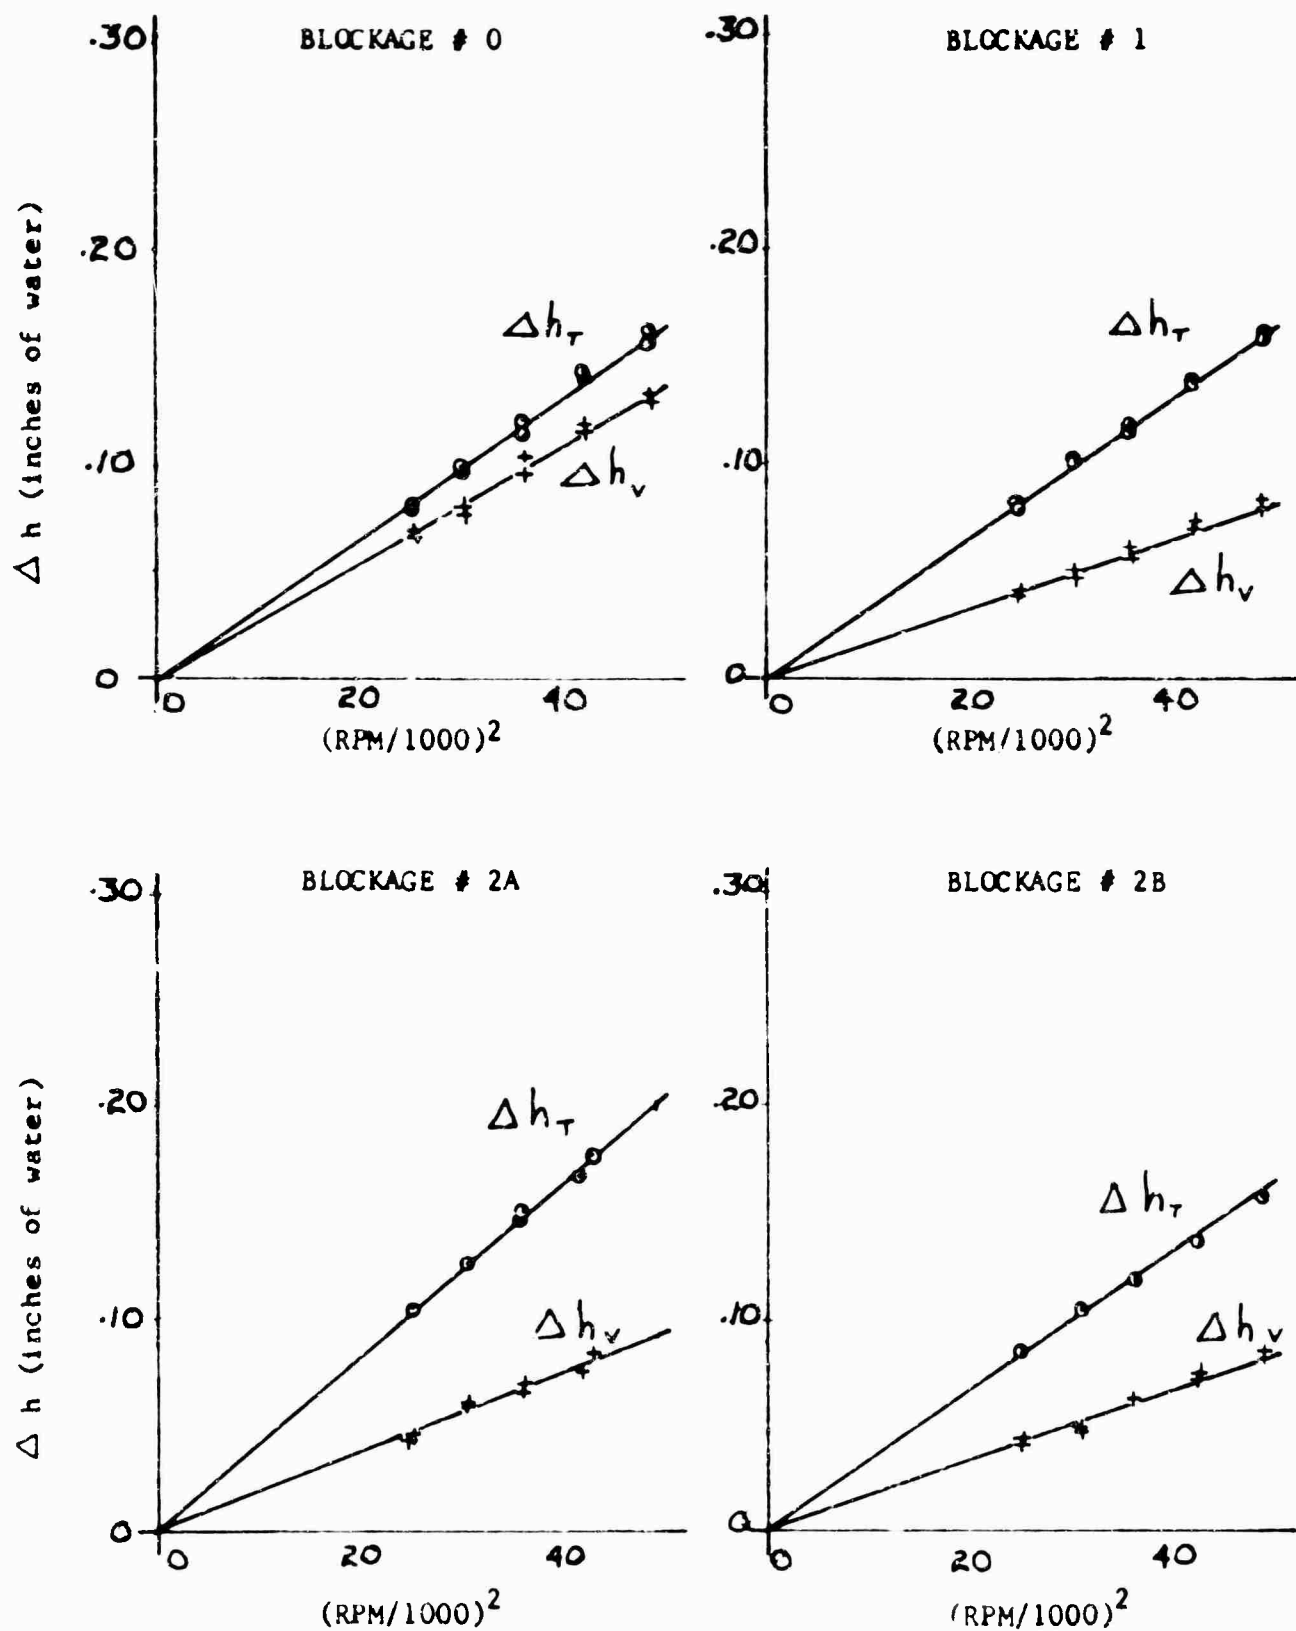 BLOCKAGE # 0
.30
.20
.10
0
Δ h (inches of water)
Δh_T
Δh_v
0 20 40
(RPM/1000)²
BLOCKAGE # 1
.30
.20
.10
0
Δh_T
Δh_v
0 20 40
(RPM/1000)²
BLOCKAGE # 2A
.30
.20
.10
0
Δ h (inches of water)
Δh_T
Δh_v
0 20 40
(RPM/1000)²
BLOCKAGE # 2B
.30
.20
.10
0
Δh_T
Δh_v
0 20 40
(RPM/1000)²